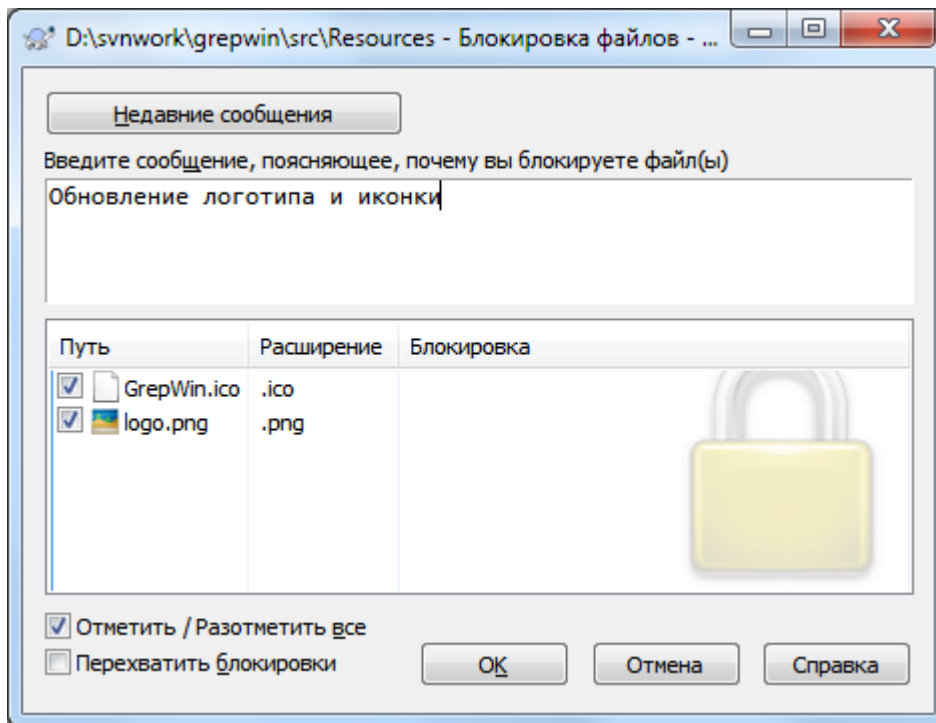 D:\svnwork\grepwin\src\Resources - Блокировка файлов - ...
Недавние сообщения
Введите сообщение, поясняющее, почему вы блокируете файл(ы)
Обновление логотипа и иконки
Путь Расширение Блокировка
GrepWin.ico .ico
logo.png .png
Отметить / Разотметить все
Перехватить блокировки OK Отмена Справка